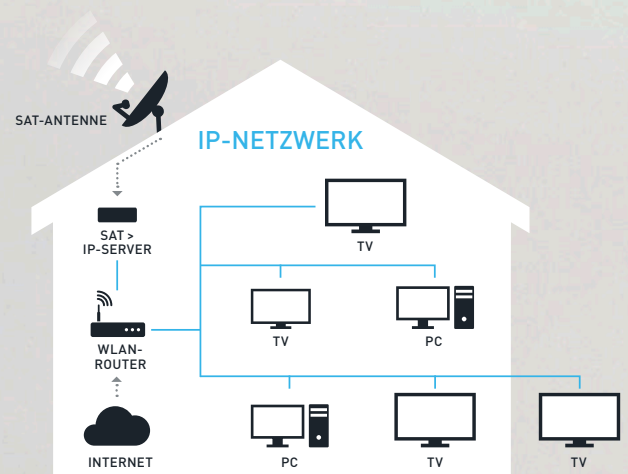 SAT-ANTENNE
IP-NETZWERK
SAT >
IP-SERVER
TV
TV
PC
WLAN-
ROUTER
INTERNET
PC
TV
TV